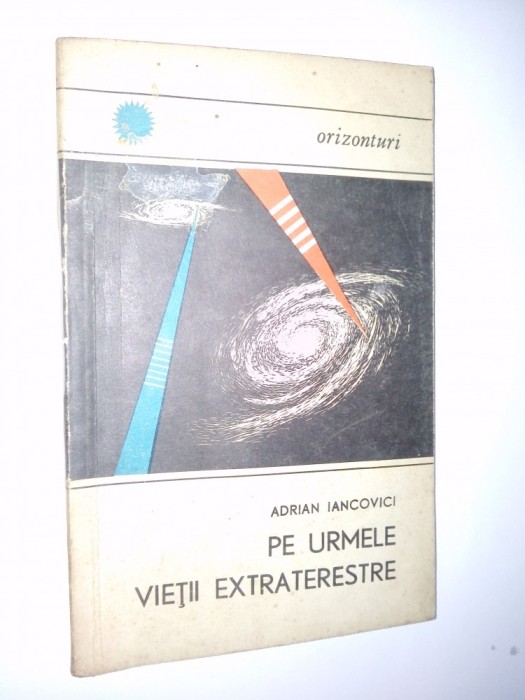 orizonturi
ADRIAN IANCOVICI
PE URMELE
VIEŢII EXTRATERESTRE